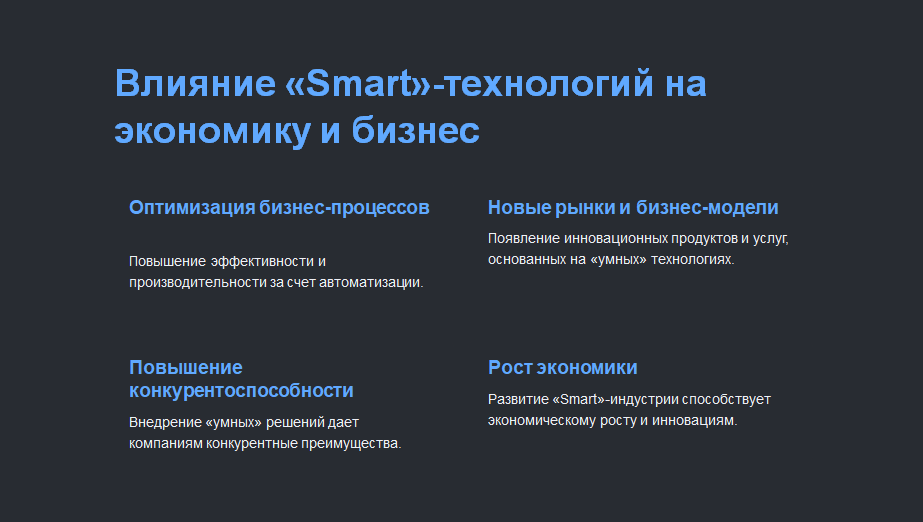 Влияние «Smart»-технологий на
экономику и бизнес
Оптимизация бизнес-процессов
Повышение эффективности и
производительности за счет автоматизации.
Новые рынки и бизнес-модели
Появление инновационных продуктов и услуг,
основанных на «умных» технологиях.
Повышение
конкурентоспособности
Внедрение «умных» решений дает
компаниям конкурентные преимущества.
Рост экономики
Развитие «Smart»-индустрии способствует
экономическому росту и инновациям.